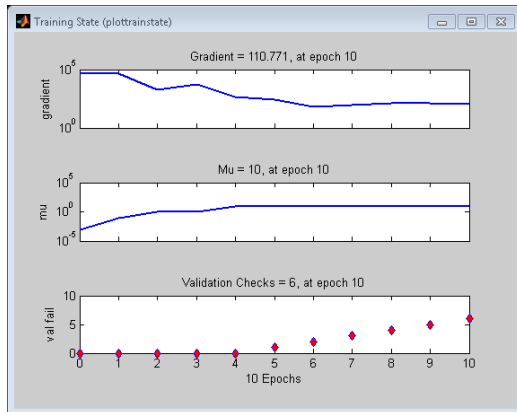 Training State (plottrainstate)
Gradient = 110.771, at epoch 10
10^5
10^0
gradient
Mu = 10, at epoch 10
10^5
10^0
10^-5
mu
Validation Checks = 6, at epoch 10
10
5
0
val fail
0 1 2 3 4 5 6 7 8 9 10
10 Epochs